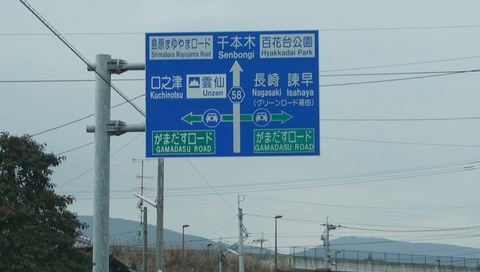 島原まゆやまロード
Shimabara Mayuyama Road
千本木
Senbongi
百花台公園
Hyakkadai Park
口之津
Kuchinotsu
雲仙
Unzen
58
長崎 諫早
Nagasaki Isahaya
(グリーンロード経由)
がまだすロード
GAMADASU ROAD
がまだすロード
GAMADASU ROAD